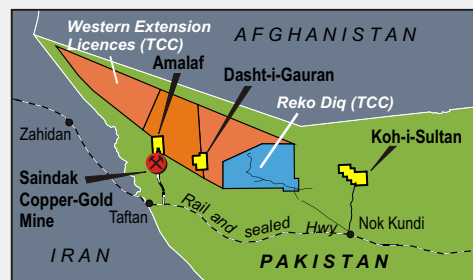 AFGHANISTAN
Western Extension
Licences (TCC)
Amalaf
Dasht-i-Gauran
Reko Diq (TCC)
Koh-i-Sultan
Zahidan
Saindak
Copper-Gold
Mine
Taftan
Rail and sealed Hwy
Nok Kundi
IRAN
PAKISTAN